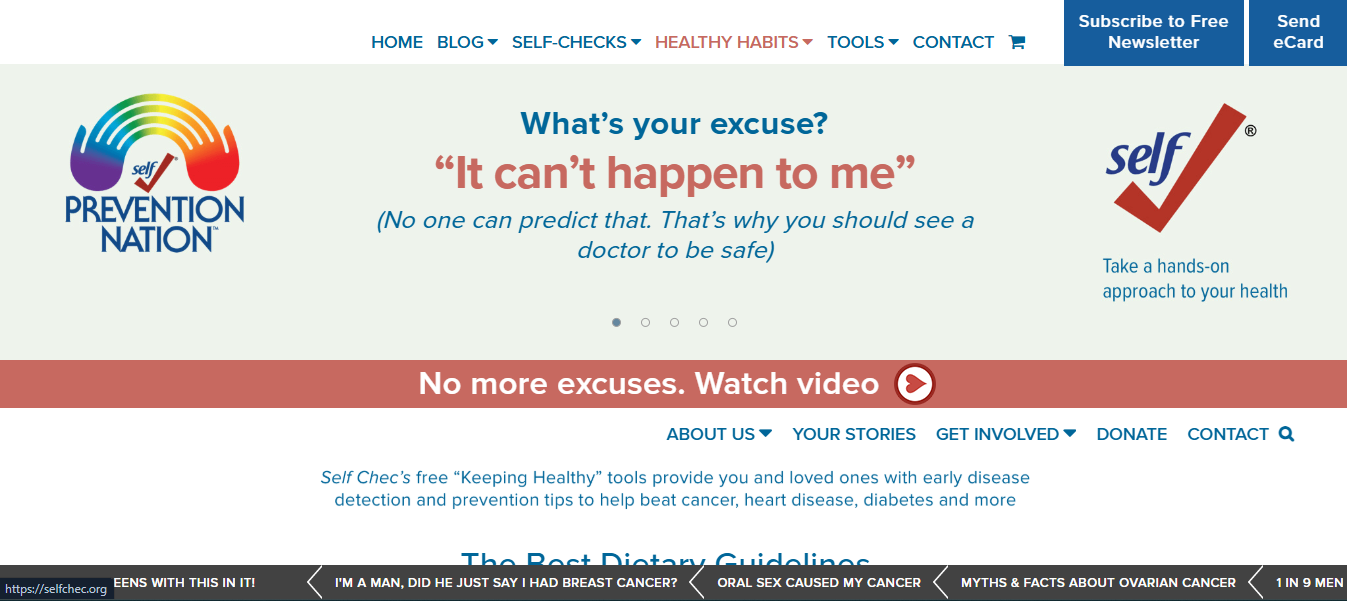 HOME BLOG SELF-CHECKS HEALTHY HABITS TOOLS CONTACT
Subscribe to Free
Newsletter
Send
eCard
self
PREVENTION
NATION™
What's your excuse?
“It can't happen to me”
(No one can predict that. That's why you should see a
doctor to be safe)
self ®
Take a hands-on
approach to your health
No more excuses. Watch video
ABOUT US YOUR STORIES GET INVOLVED DONATE CONTACT
Self Chec's free “Keeping Healthy” tools provide you and loved ones with early disease
detection and prevention tips to help beat cancer, heart disease, diabetes and more
The Best Dietary Guidelines
https://selfchec.org
EENS WITH THIS IN IT! I'M A MAN, DID HE JUST SAY I HAD BREAST CANCER? ORAL SEX CAUSED MY CANCER MYTHS & FACTS ABOUT OVARIAN CANCER 1 IN 9 MEN